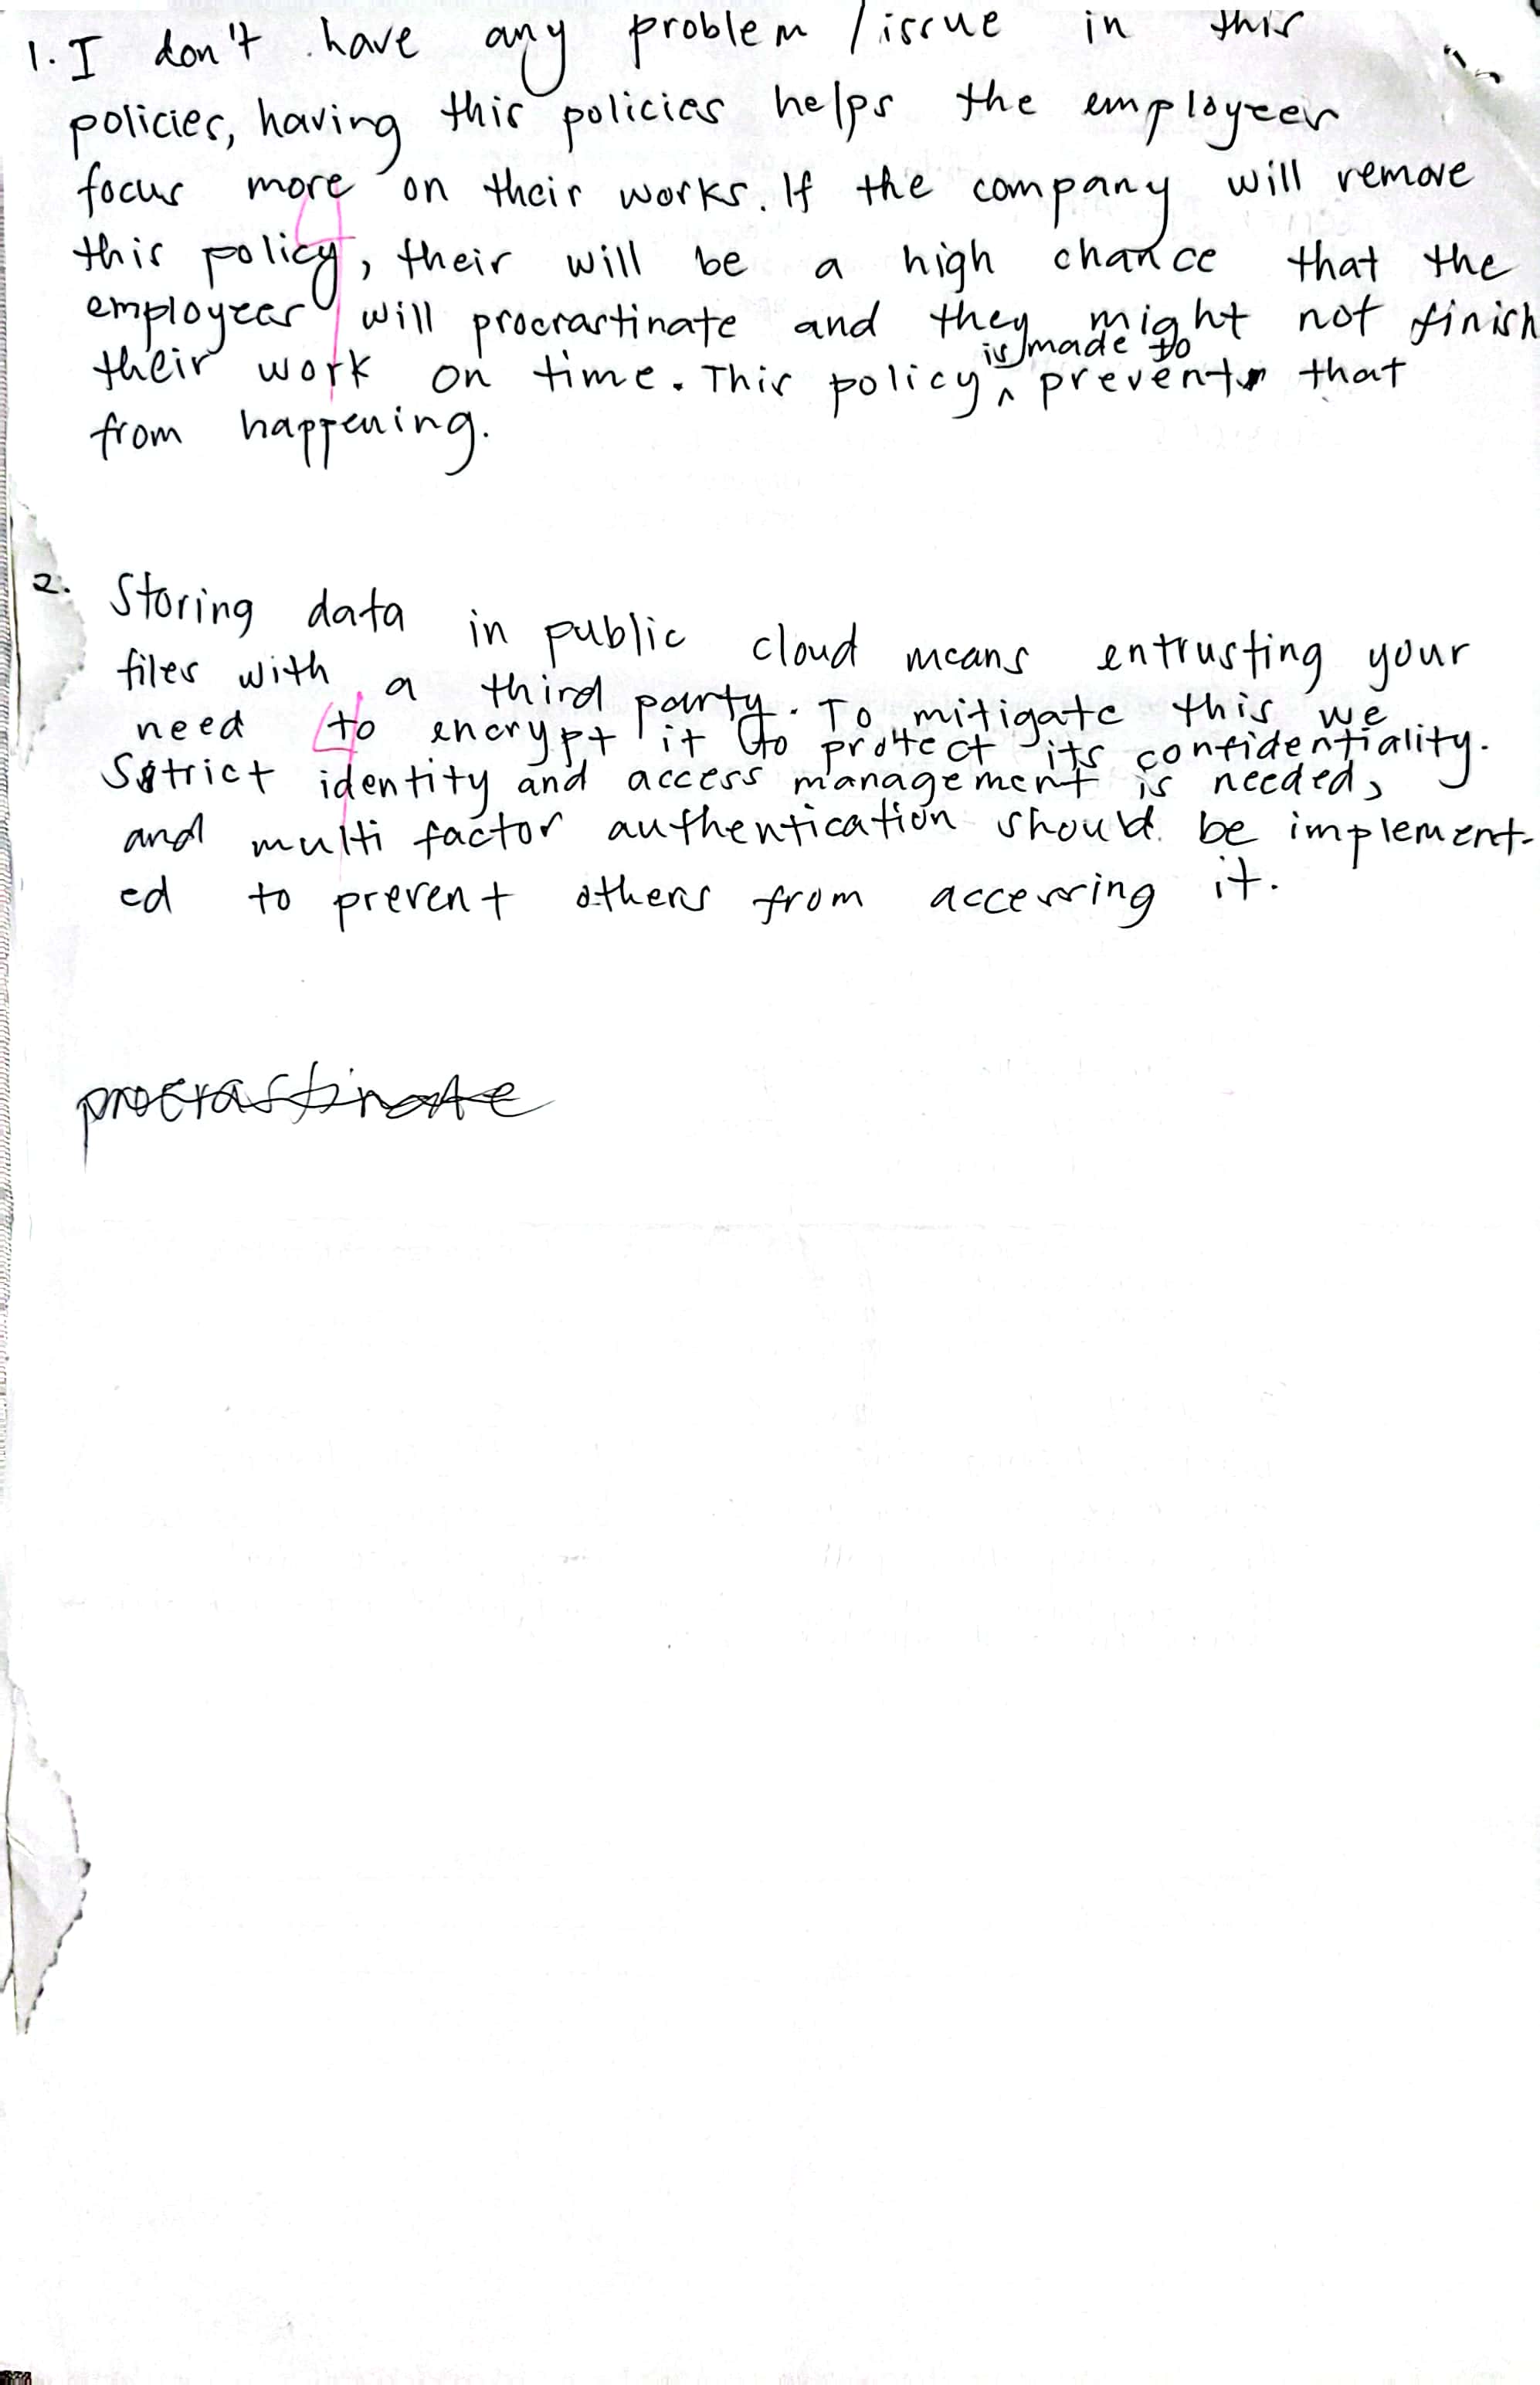 1. I don't have any problem / issue in this
policies, having this policies helps the employees
focus more on their works. If the company will remove
this policy, their will be a high chance that the
employees will procrastinate and they might not finish
their work on time. This policy is made to prevent that
from happening.
4
2. Storing data in public cloud means entrusting your
files with a third party. To mitigate this we
need to encrypt it to protect its confidentiality.
Strict identity and access management is needed,
and multi factor authentication should be implement-
ed to prevent others from accessing it.
4
procrastinate